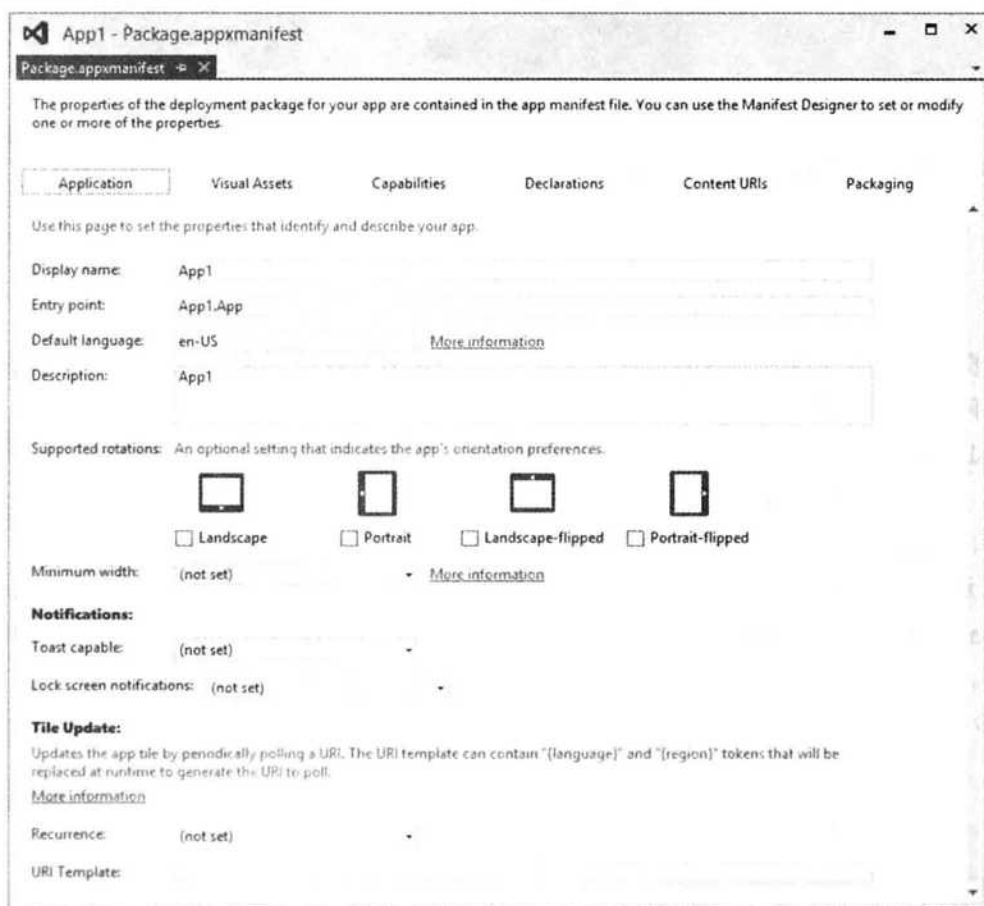 App1 - Package.appxmanifest
Package.appxmanifest
The properties of the deployment package for your app are contained in the app manifest file. You can use the Manifest Designer to set or modify
one or more of the properties.
Application Visual Assets Capabilities Declarations Content URIs Packaging
Use this page to set the properties that identify and describe your app.
Display name: App1
Entry point: App1.App
Default language: en-US More information
Description: App1
Supported rotations: An optional setting that indicates the app's orientation preferences.
Landscape Portrait Landscape-flipped Portrait-flipped
Minimum width: (not set) More information
Notifications:
Toast capable: (not set)
Lock screen notifications: (not set)
Tile Update:
Updates the app tile by periodically polling a URI. The URI template can contain "{language}" and "{region}" tokens that will be
replaced at runtime to generate the URI to poll.
More information
Recurrence: (not set)
URI Template: